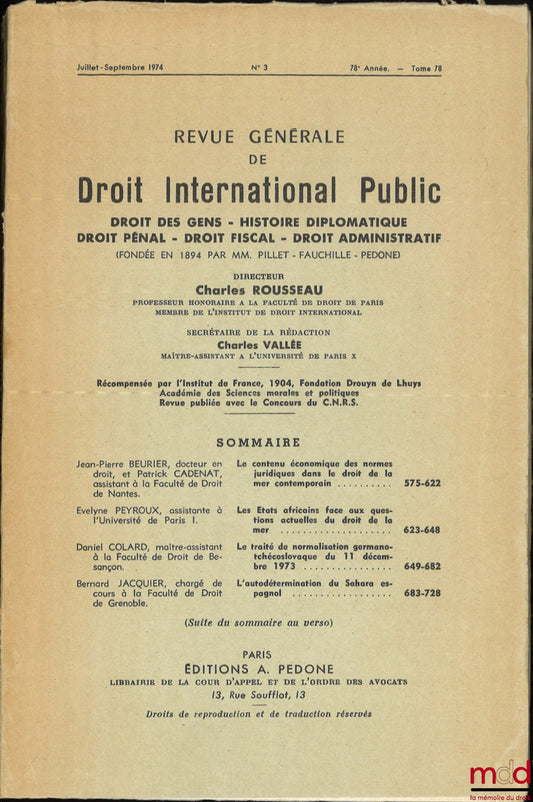 Juillet-Septembre 1974 N° 3 78e Année. — Tome 78
REVUE GÉNÉRALE
DE
Droit International Public
DROIT DES GENS - HISTOIRE DIPLOMATIQUE
DROIT PÉNAL - DROIT FISCAL - DROIT ADMINISTRATIF
(FONDÉE EN 1894 PAR MM. PILLET - FAUCHILLE - PEDONE)
DIRECTEUR
Charles ROUSSEAU
PROFESSEUR HONORAIRE A LA FACULTÉ DE DROIT DE PARIS
MEMBRE DE L'INSTITUT DE DROIT INTERNATIONAL
SECRÉTAIRE DE LA RÉDACTION
Charles VALLÉE
MAÎTRE-ASSISTANT A L'UNIVERSITÉ DE PARIS X
Récompensée par l'Institut de France, 1904, Fondation Drouyn de Lhuys
Académie des Sciences morales et politiques
Revue publiée avec le Concours du C.N.R.S.
SOMMAIRE
Jean-Pierre BEURIER, docteur en
droit, et Patrick CADENAT,
assistant à la Faculté de Droit
de Nantes.
Le contenu économique des normes
juridiques dans le droit de la
mer contemporain .......... 575-622
Evelyne PEYROUX, assistante à
l'Université de Paris I.
Les Etats africains face aux ques-
tions actuelles du droit de la
mer .................. 623-648
Daniel COLARD, maître-assistant
à la Faculté de Droit de Be-
sançon.
Le traité de normalisation germano-
tchécoslovaque du 11 décem-
bre 1973 ................ 649-682
Bernard JACQUIER, chargé de
cours à la Faculté de Droit
de Grenoble.
L'autodétermination du Sahara es-
pagnol .................. 683-728
(Suite du sommaire au verso)
PARIS
ÉDITIONS A. PEDONE
LIBRAIRIE DE LA COUR D'APPEL ET DE L'ORDRE DES AVOCATS
13, Rue Soufflot, 13
Droits de reproduction et de traduction réservés
mdd
la mémoire du droit